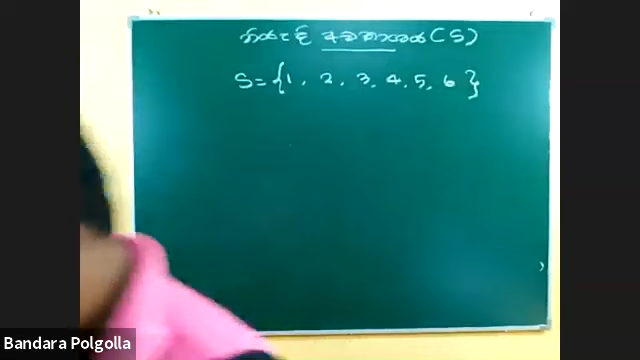 නියැදි අවකාශය (S)
S = {1, 2, 3, 4, 5, 6}
Bandara Polgolla